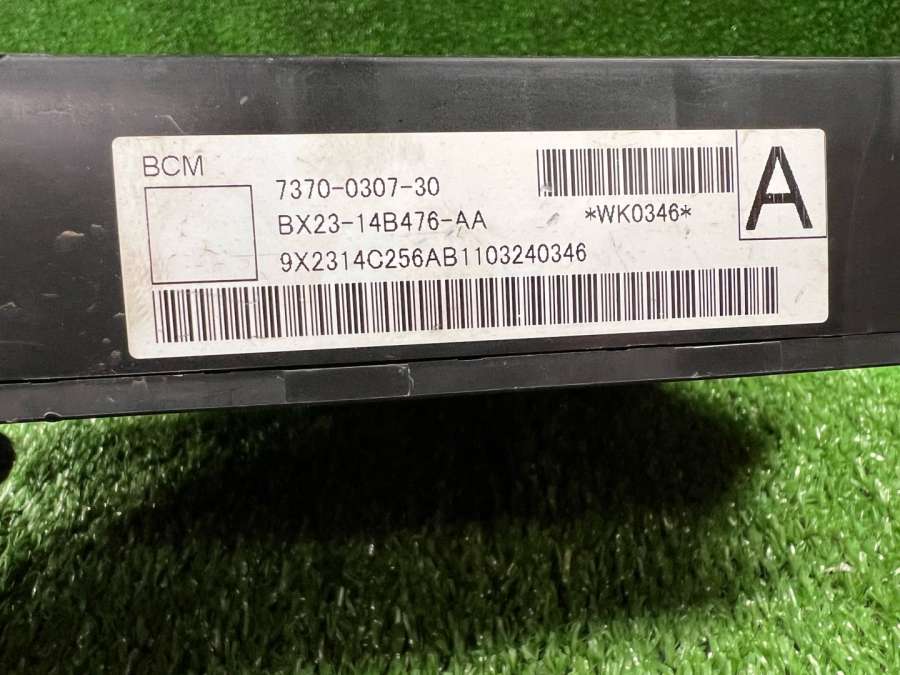 BCM
7370-0307-30
BX23-14B476-AA
9X2314C256AB1103240346
*WK0346*
A